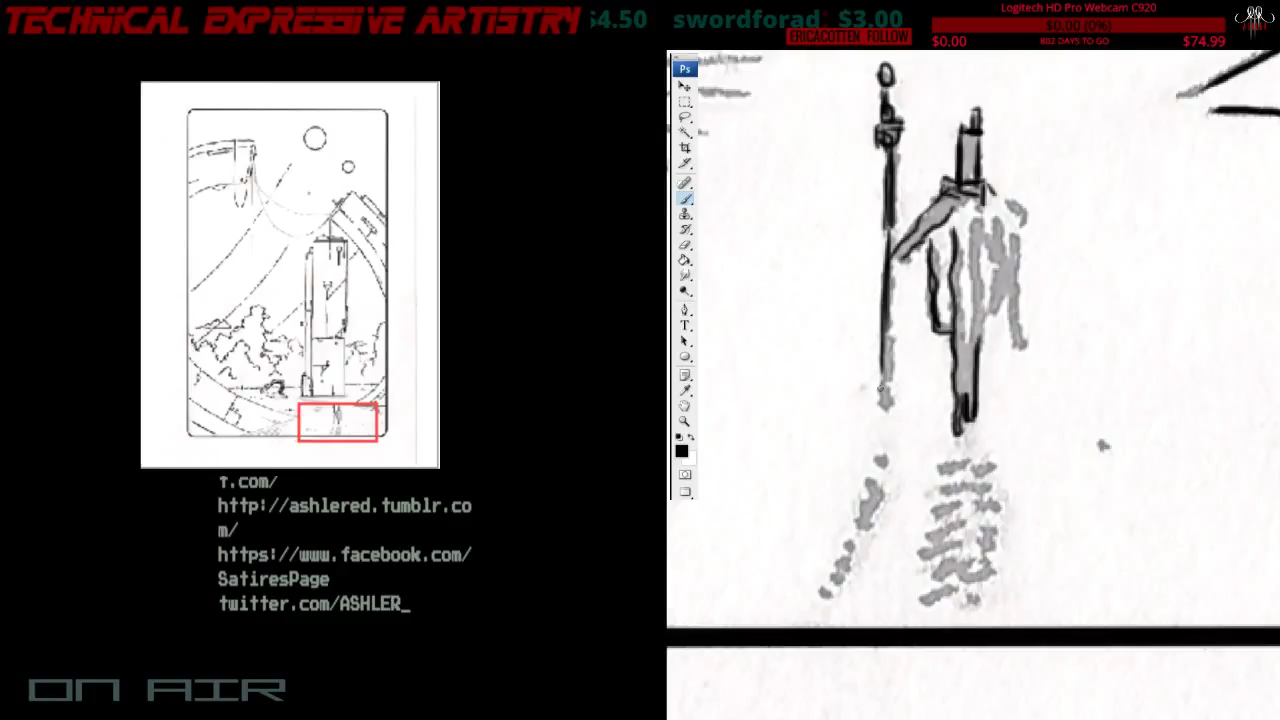 TECHNICAL EXPRESSIVE ARTISTRY
$4.50
swordforad: $3.00
ERICACOTTEN FOLLOW
Logitech HD Pro Webcam C920
$0.00 (0%)
$0.00
802 DAYS TO GO
$74.99
Ps
T
T.com/
http://ashlered.tumblr.co
m/
https://www.facebook.com/
SatiresPage
twitter.com/ASHLER_
ON AIR